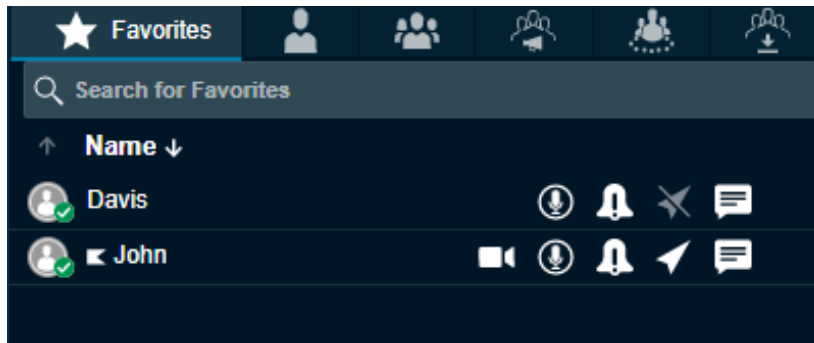 Favorites
Search for Favorites
Name
Davis
John